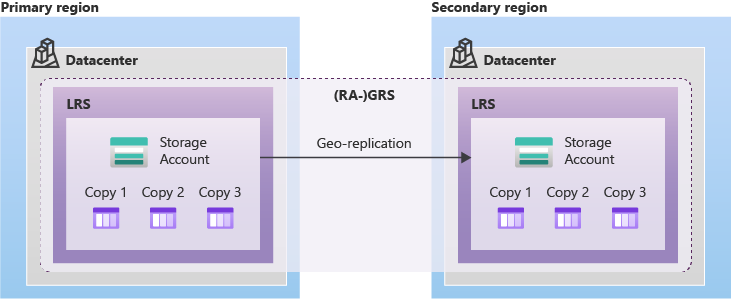 Primary region
Secondary region
Datacenter
Datacenter
(RA-)GRS
LRS
LRS
Storage
Account
Geo-replication
Storage
Account
Copy 1
Copy 2
Copy 3
Copy 1
Copy 2
Copy 3